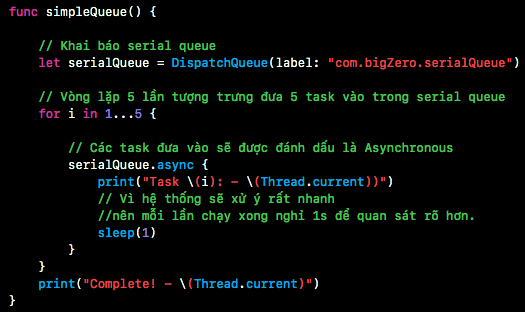 func simpleQueue() {
// Khai báo serial queue
let serialQueue = DispatchQueue(label: "com.bigZero.serialQueue")
// Vòng lặp 5 lần tượng trưng đưa 5 task vào trong serial queue
for i in 1...5 {
// Các task đưa vào sẽ được đánh dấu là Asynchronous
serialQueue.async {
print("Task \(i): - \(Thread.current))")
// Vì hệ thống sẽ xử ý rất nhanh
//nên mỗi lần chạy xong nghỉ 1s để quan sát rõ hơn.
sleep(1)
}
}
print("Complete! - \(Thread.current)")
}